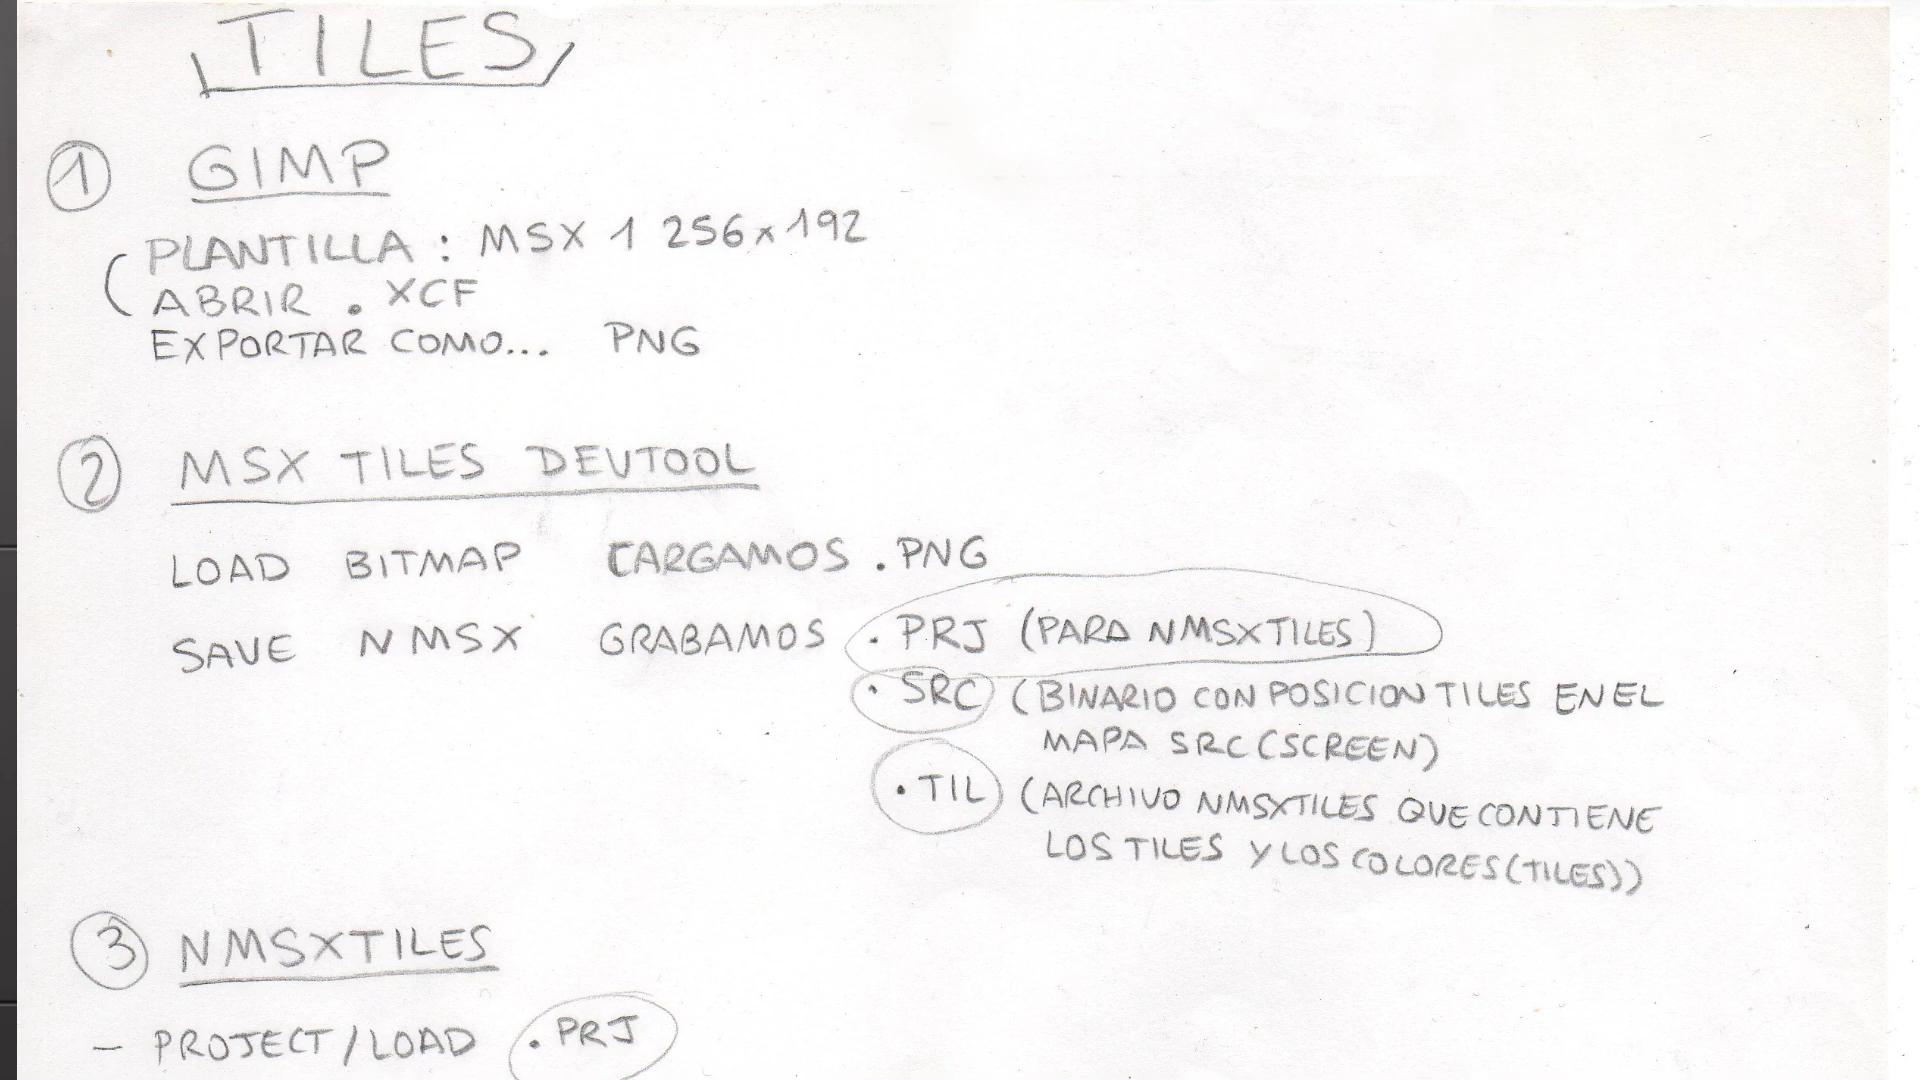 TILES
1 GIMP
PLANTILLA: MSX 1 256x192
ABRIR .XCF
EXPORTAR COMO... PNG
2 MSX TILES DEVTOOL
LOAD BITMAP CARGAMOS .PNG
SAVE NMSX GRABAMOS .PRJ (PARA NMSXTILES)
.SRC (BINARIO CON POSICION TILES EN EL
MAPA SRC (SCREEN)
.TIL (ARCHIVO NMSXTILES QUE CONTIENE
LOS TILES Y LOS COLORES (TILES))
3 NMSXTILES
- PROJECT/LOAD .PRJ